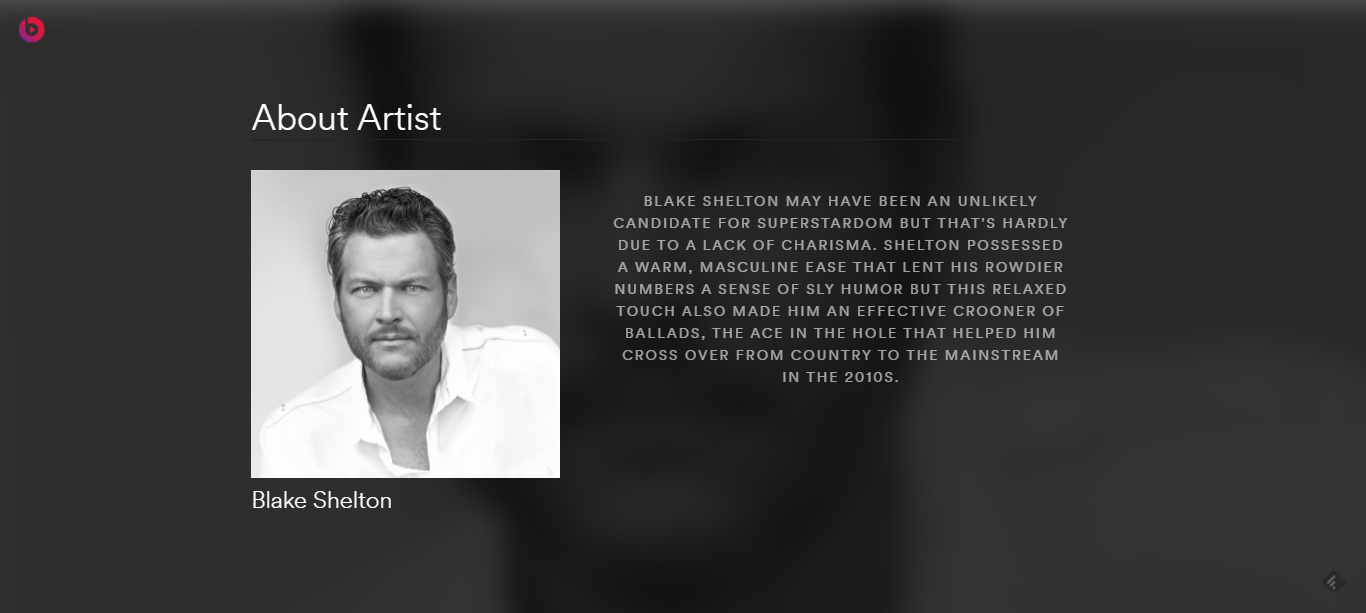 About Artist
BLAKE SHELTON MAY HAVE BEEN AN UNLIKELY
CANDIDATE FOR SUPERSTARDOM BUT THAT'S HARDLY
DUE TO A LACK OF CHARISMA. SHELTON POSSESSED
A WARM, MASCULINE EASE THAT LENT HIS ROWDIER
NUMBERS A SENSE OF SLY HUMOR BUT THIS RELAXED
TOUCH ALSO MADE HIM AN EFFECTIVE CROONER OF
BALLADS, THE ACE IN THE HOLE THAT HELPED HIM
CROSS OVER FROM COUNTRY TO THE MAINSTREAM
IN THE 2010S.
Blake Shelton